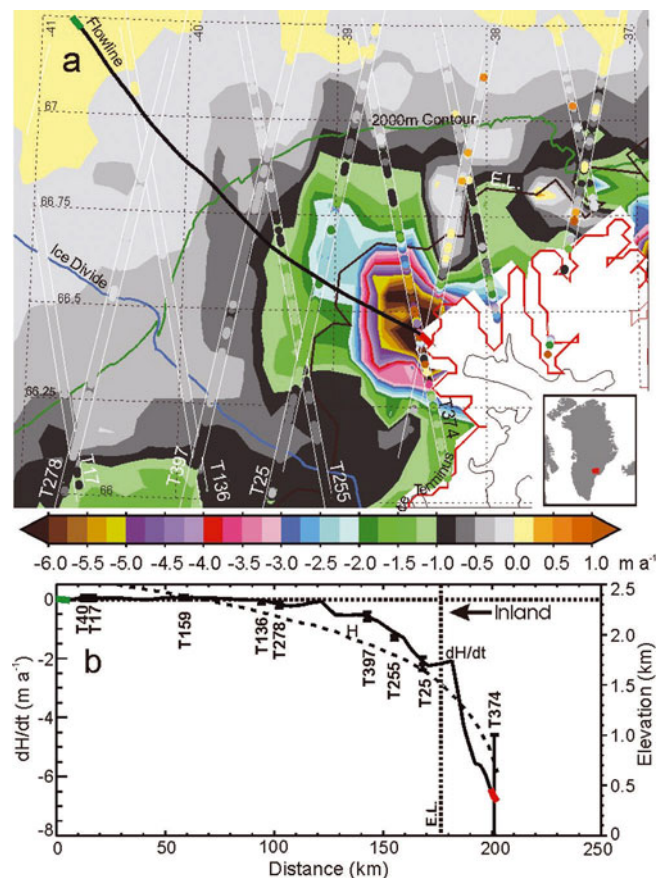 -41
-40
-39
-38
-37
Flowline
a
67
2000m Contour
E.L.
66.75
Ice Divide
66.5
66.25
T374
T278
T17
T397
T136
T25
T255
66
Terminus
-6.0 -5.5 -5.0 -4.5 -4.0 -3.5 -3.0 -2.5 -2.0 -1.5 -1.0 -0.5 0.0 0.5 1.0 m a⁻¹
0
-2
-4
-6
-8
dH/dt (m a⁻¹)
b
T40
T17
T159
T136
T278
H
T397
T255
T25
dH/dt
Inland
T374
E.L.
2.5
2.0
1.5
1.0
0.5
0
Elevation (km)
0 50 100 150 200 250
Distance (km)